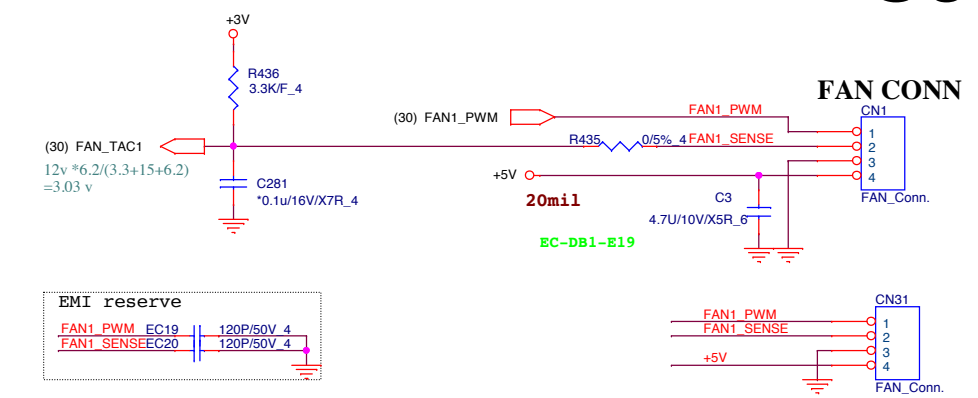 +3V
R436
3.3K/F_4
FAN CONN
(30) FAN1_PWM
FAN1_PWM
CN1
(30) FAN_TAC1
R435
0/5%_4
FAN1_SENSE
1
2
3
4
12v *6.2/(3.3+15+6.2)
=3.03 v
+5V
C281
*0.1u/16V/X7R_4
20mil
C3
4.7U/10V/X5R_6
FAN_Conn.
EC-DB1-E19
EMI reserve
FAN1_PWM EC19 120P/50V_4
FAN1_SENSE EC20 120P/50V_4
CN31
FAN1_PWM
FAN1_SENSE
+5V
1
2
3
4
FAN_Conn.